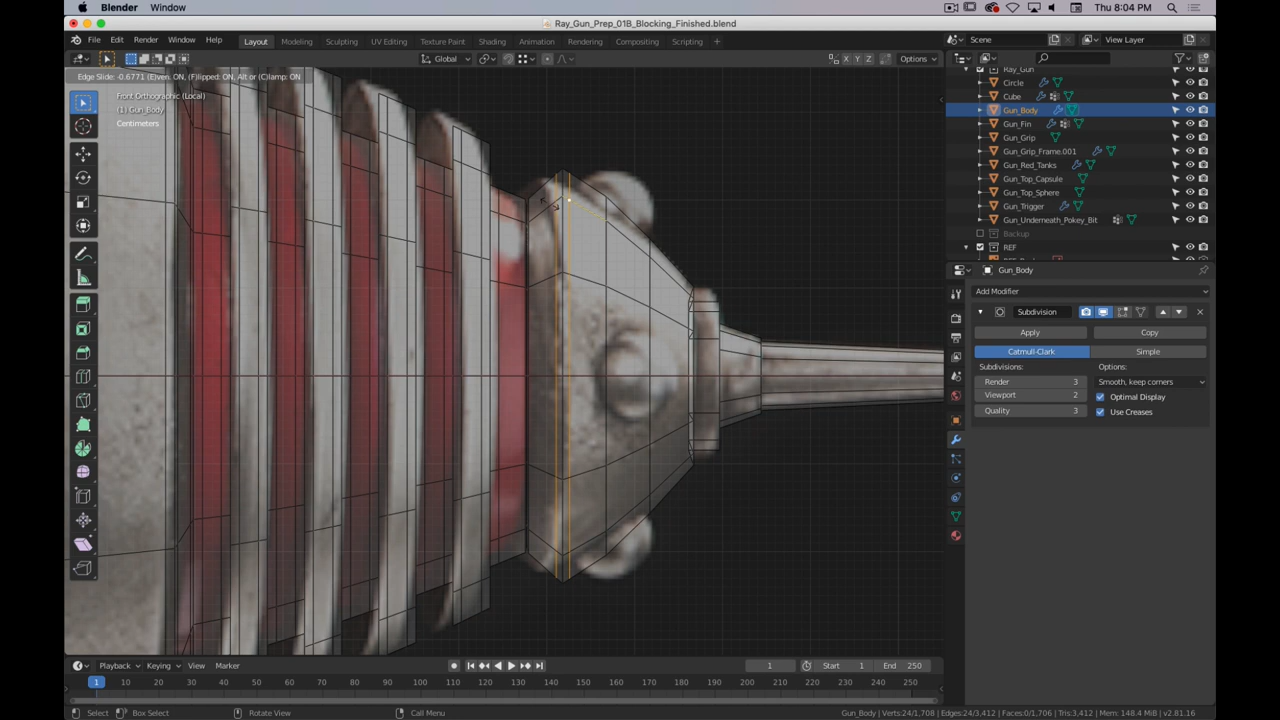 Blender Window Thu 8:04 PM
Ray_Gun_Prep_01B_Blocking_Finished.blend
File Edit Render Window Help Layout Modeling Sculpting UV Editing Texture Paint Shading Animation Rendering Compositing Scripting + Scene View Layer
Global X Y Z Options
Edge Slide: -0.6771 (E)ven: ON, (F)lipped: ON, Alt or (C)lamp: ON
Front Orthographic (Local)
(1) Gun_Body
Centimeters
Ray_Gun
Circle
Cube
Gun_Body
Gun_Fin
Gun_Grip
Gun_Grip_Frame.001
Gun_Red_Tanks
Gun_Top_Capsule
Gun_Top_Sphere
Gun_Trigger
Gun_Underneath_Pokey_Bit
Backup
REF
Gun_Body
Add Modifier
Subdivision
Apply Copy
Catmull-Clark Simple
Subdivisions: Options:
Render 3 Smooth, keep corners
Viewport 2 Optimal Display
Quality 3 Use Creases
Playback Keying View Marker 1 Start 1 End 250
1 10 20 30 40 50 60 70 80 90 100 110 120 130 140 150 160 170 180 190 200 210 220 230 240 250
Select Box Select Rotate View Call Menu Gun_Body | Verts:24/1,708 | Edges:24/3,412 | Faces:0/1,706 | Tris:3,412 | Mem: 148.4 MiB | v2.81.16